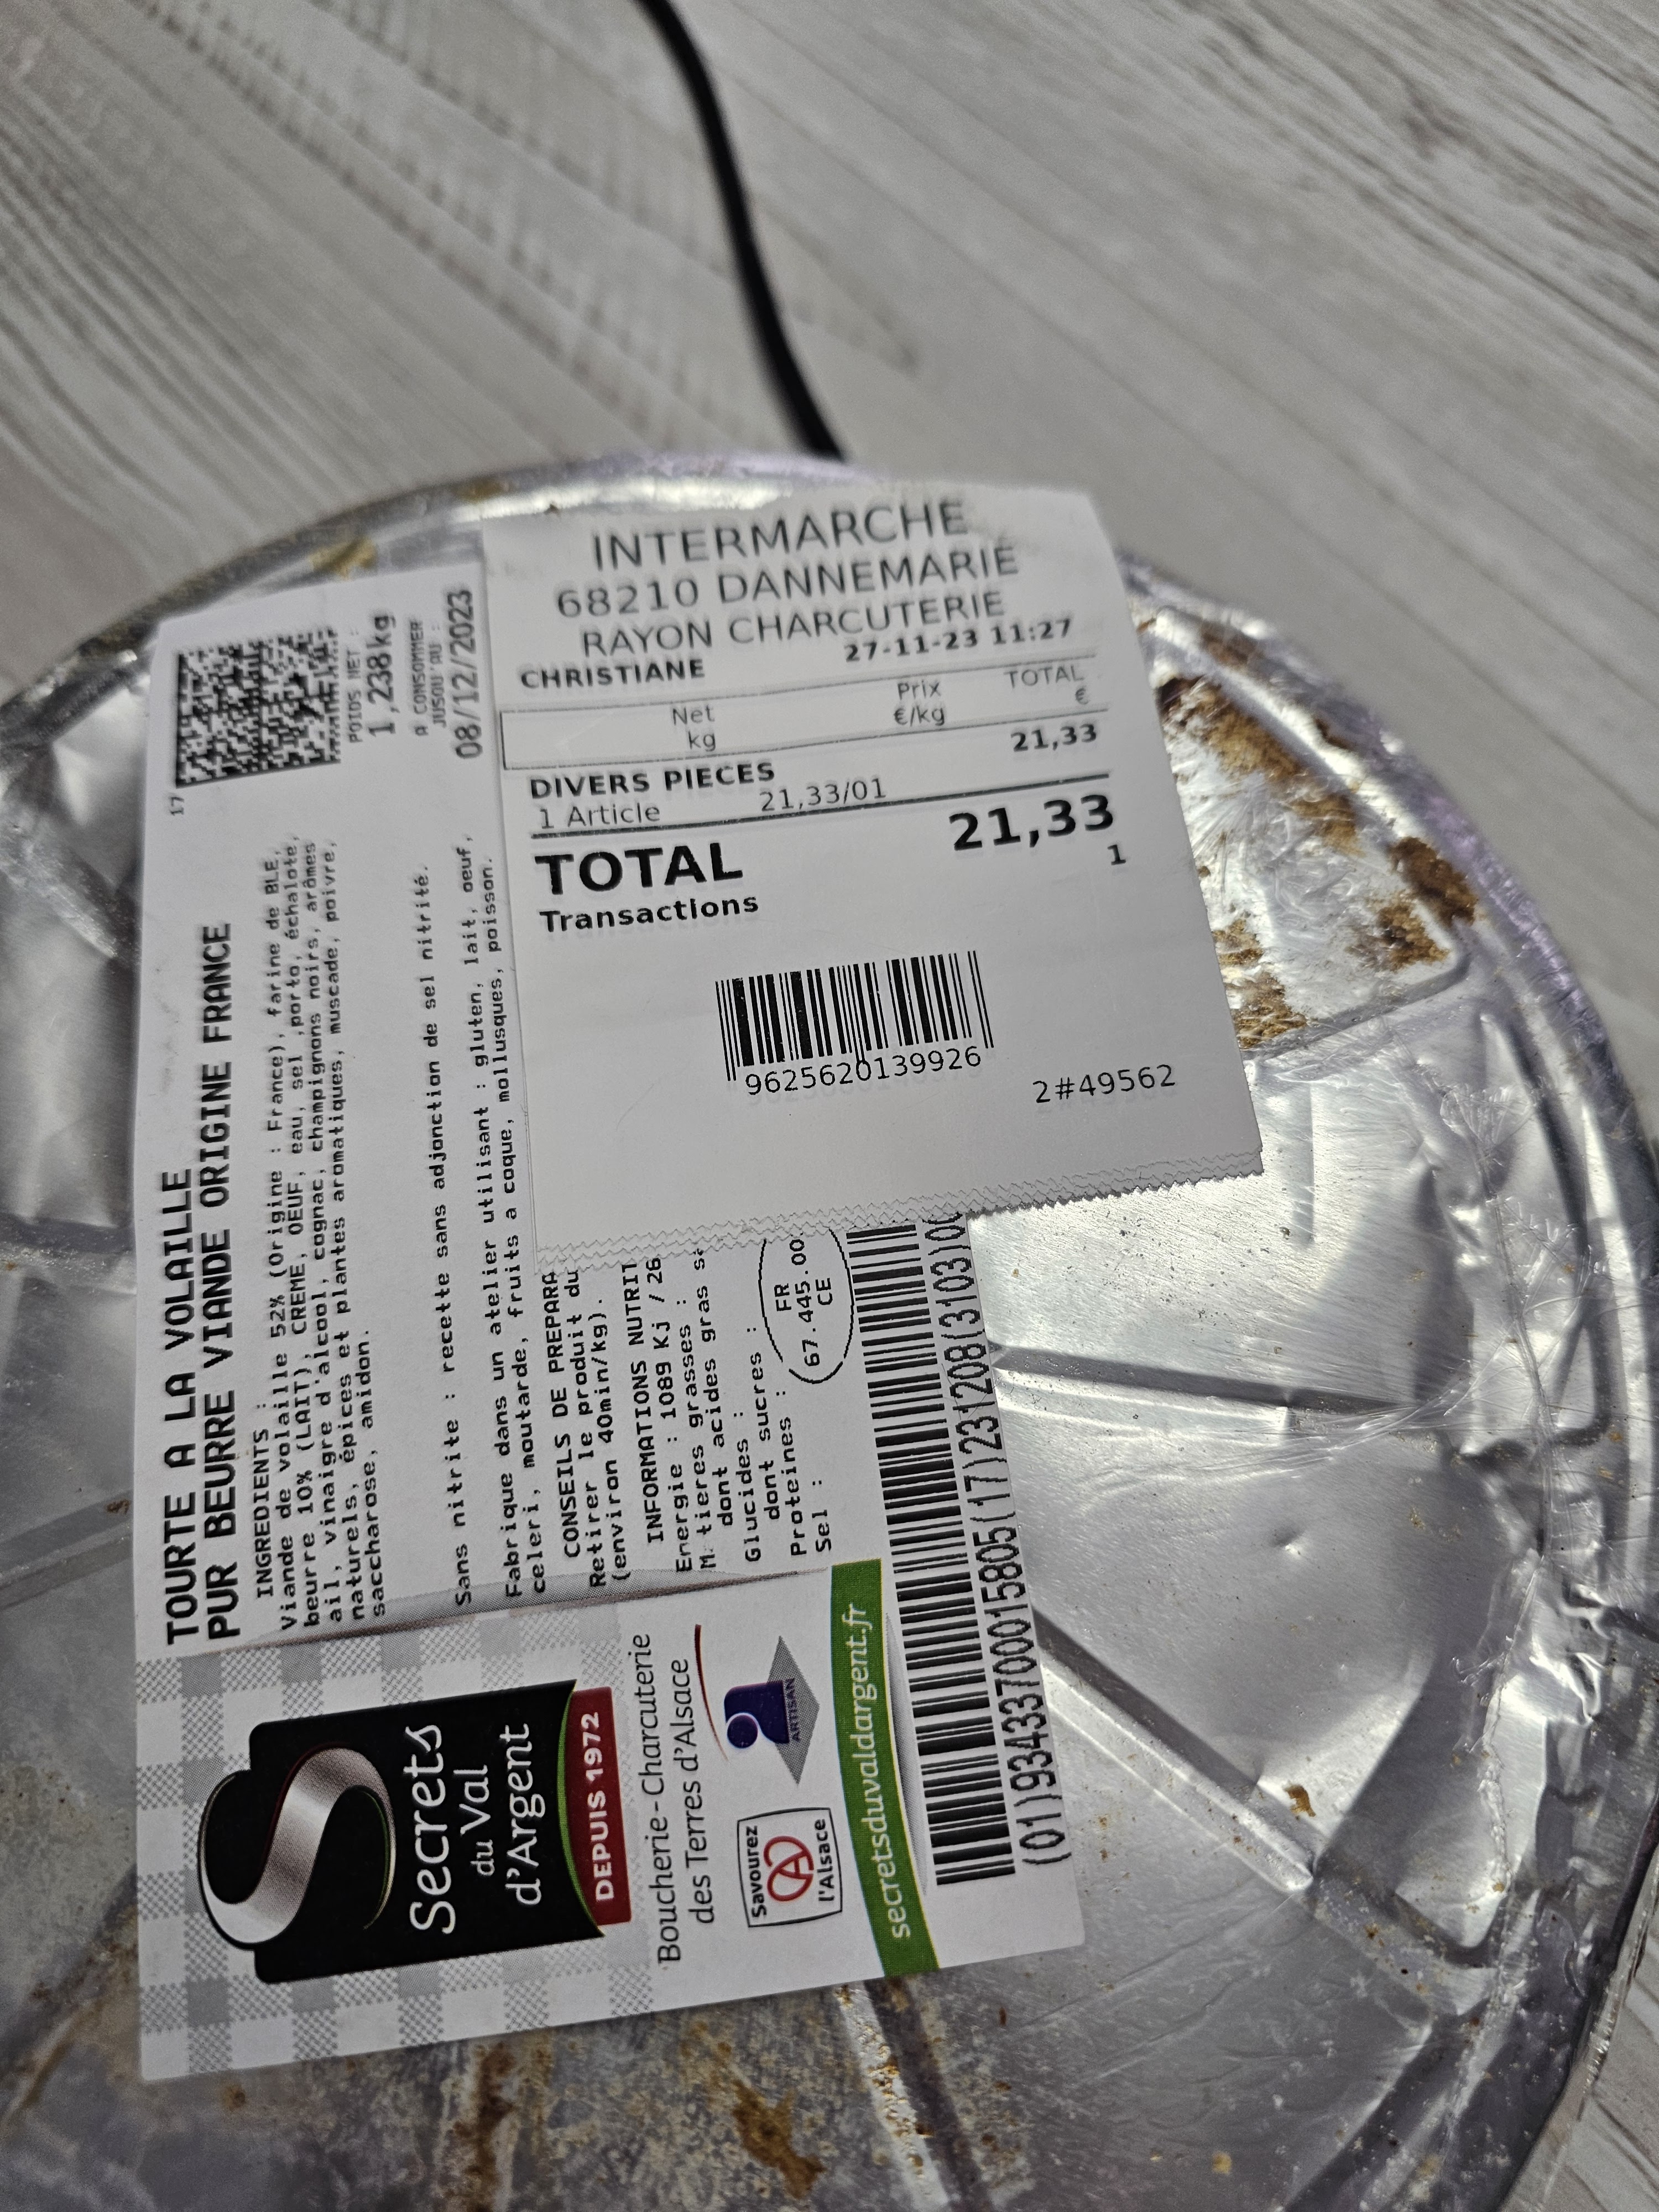 INTERMARCHE
68210 DANNEMARIE
RAYON CHARCUTERIE
CHRISTIANE 27-11-23 11:27
Net Prix TOTAL
kg €/kg €
21,33
DIVERS PIECES
1 Article 21,33/01
TOTAL 21,33
Transactions 1
9625620139926
2#49562
TOURTE A LA VOLAILLE
PUR BEURRE VIANDE ORIGINE FRANCE
17
POIDS NET :
1,238kg
A CONSOMMER
JUSQU'AU :
08/12/2023
INGREDIENTS :
Viande de volaille 52% (Origine : France), farine de BLE,
beurre 10% (LAIT), CREME, OEUF, eau, sel ,porto, échalote,
ail, vinaigre d'alcool, cognac, champignons noirs, arômes
naturels, épices et plantes aromatiques, muscade, poivre,
saccharose, amidon.
Sans nitrite : recette sans adjonction de sel nitrité.
Fabrique dans un atelier utilisant : gluten, lait, oeuf,
celeri, moutarde, fruits a coque, mollusques, poisson.
CONSEILS DE PREPARA
Retirer le produit du
(environ 40min/kg).
INFORMATIONS NUTRIT
Energie : 1089 Kj / 26
M. tieres grasses :
dont acides gras s
Glucides :
dont sucres :
Proteines :
Sel :
FR
67.445.00
CE
Secrets
du Val
d'Argent
DEPUIS 1972
Boucherie-Charcuterie
des Terres d'Alsace
Savourez
l'Alsace
ARTISAN
secretsduvaldargent.fr
(01)93433700015805(17)231208(3103)00